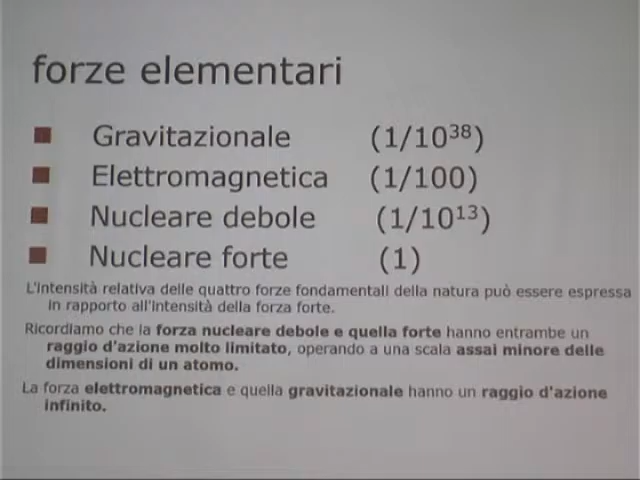 forze elementari
Gravitazionale (1/10³⁸)
Elettromagnetica (1/100)
Nucleare debole (1/10¹³)
Nucleare forte (1)
L'intensità relativa delle quattro forze fondamentali della natura può essere espressa
in rapporto all'intensità della forza forte.
Ricordiamo che la forza nucleare debole e quella forte hanno entrambe un
raggio d'azione molto limitato, operando a una scala assai minore delle
dimensioni di un atomo.
La forza elettromagnetica e quella gravitazionale hanno un raggio d'azione
infinito.